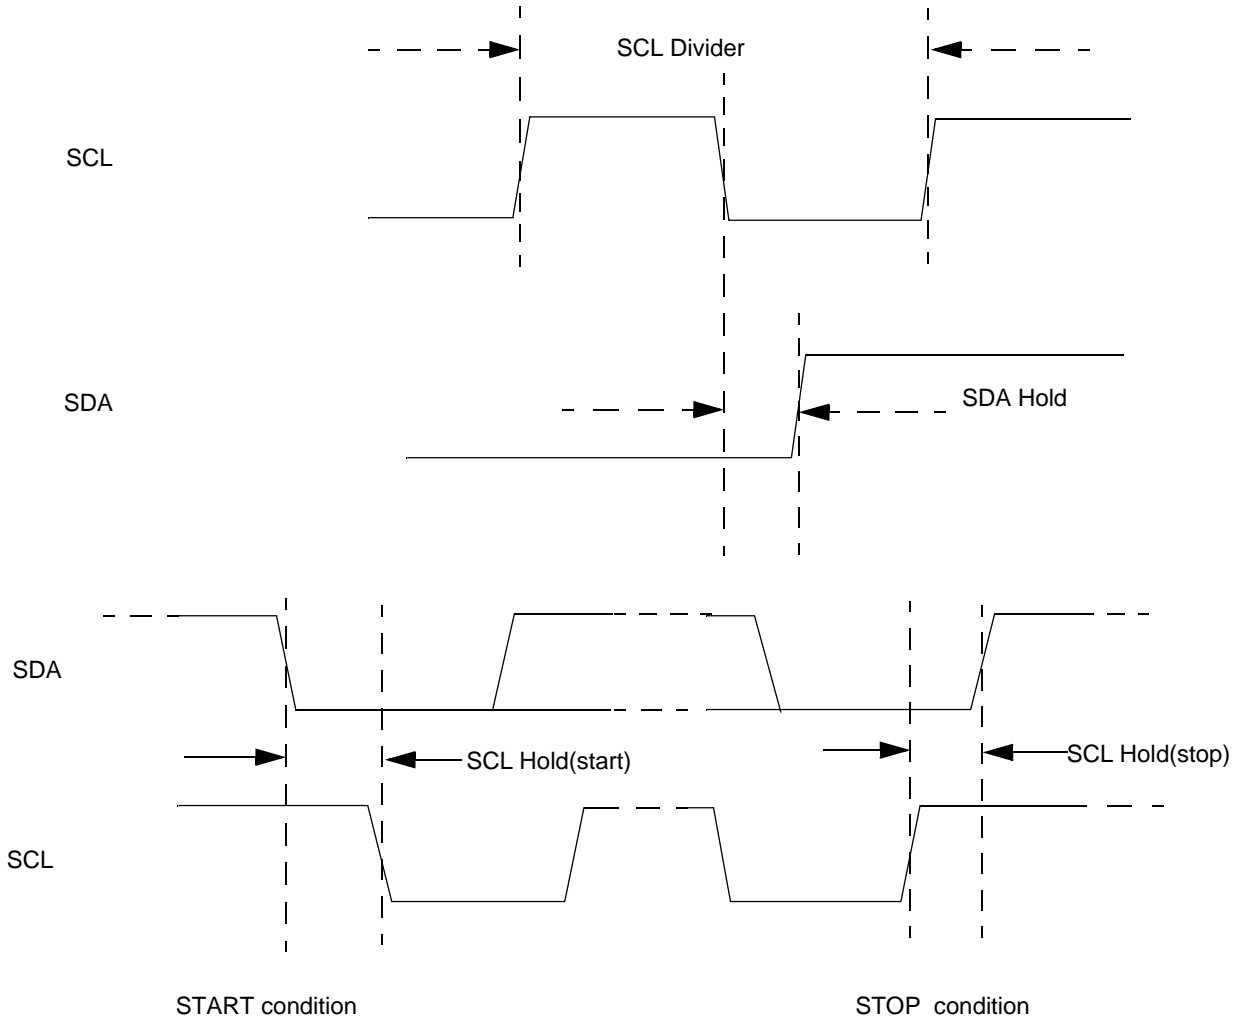 SCL Divider
SCL
SDA
SDA Hold
SDA
SCL Hold(start)
SCL Hold(stop)
SCL
START condition
STOP condition